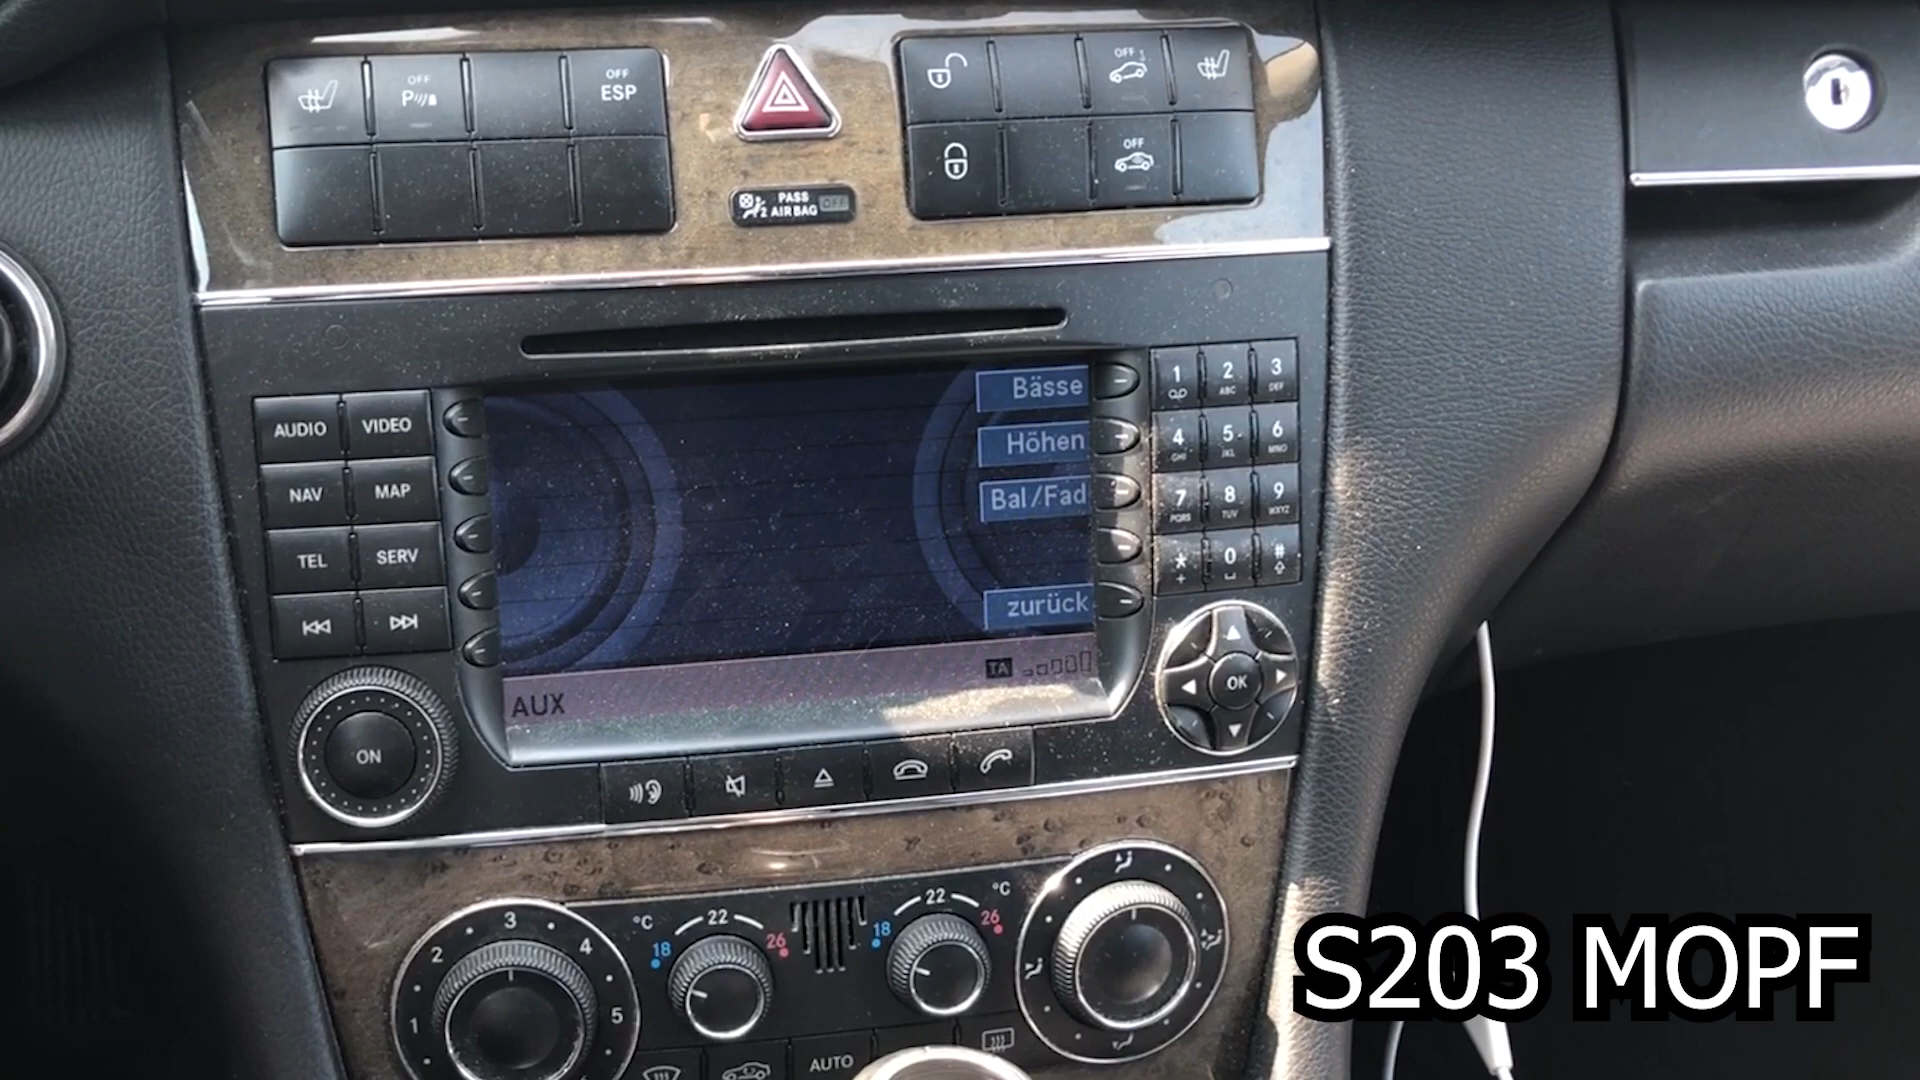 OFF
P
OFF
ESP
OFF
OFF
PASS
AIR BAG OFF
2
AUDIO VIDEO
NAV MAP
TEL SERV
ON
Bässe
Höhen
Bal/Fad
zurück
TA
AUX
1 2 ABC 3 DEF
4 GHI 5 JKL 6 MNO
7 PQRS 8 TUV 9 WXYZ
* + 0 #
OK
1 2 3 4 5
°C 18 22 26
18 22 26 °C
AUTO
S203 MOPF